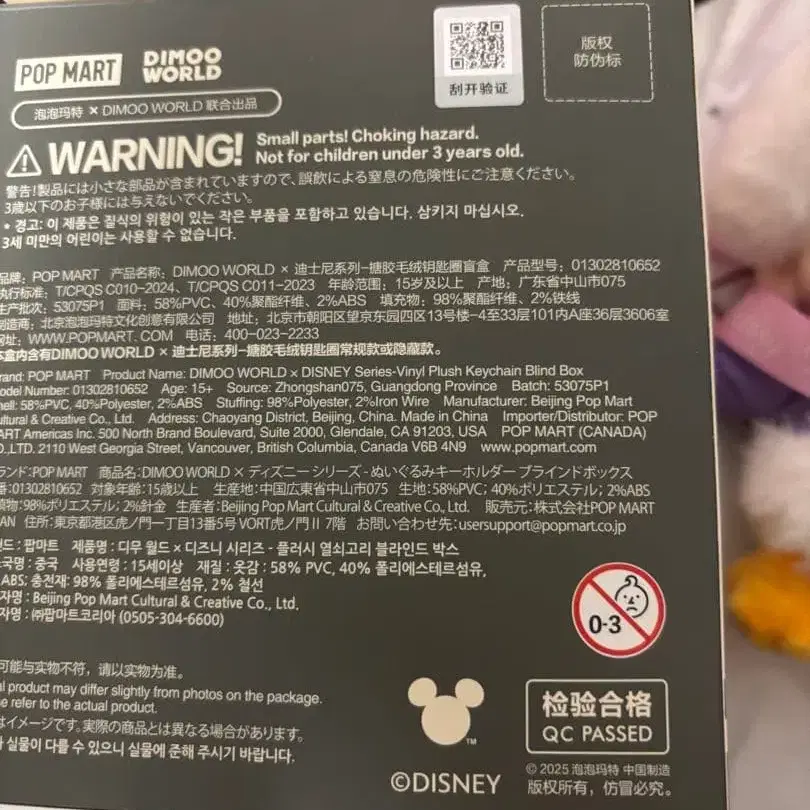 POP MART DIMOO WORLD
泡泡玛特 × DIMOO WORLD 联合出品
刮开验证
版权
防伪标
WARNING! Small parts! Choking hazard.
Not for children under 3 years old.
警告!製品には小さな部品が含まれていますので、誤飲による窒息の危険性にご注意ください。
3歳以下のお子様には与えないでください。
* 경고: 이 제품은 질식의 위험이 있는 작은 부품을 포함하고 있습니다. 삼키지 마십시오.
3세 미만의 어린이는 사용할 수 없습니다.
品牌: POP MART 产品名称: DIMOO WORLD × 迪士尼系列-搪胶毛绒钥匙圈盲盒 产品型号: 01302810652
执行标准: T/CPQS C010-2024、T/CPQS C011-2023 年龄范围: 15岁及以上 产地: 广东省中山市075
生产批次: 53075P1 面料: 58%PVC, 40%聚酯纤维, 2%ABS 填充物: 98%聚酯纤维, 2%铁线
制造商: 北京泡泡玛特文化创意有限公司 地址: 北京市朝阳区望京东园四区13号楼-4至33层101内A座36层3606室
网址: WWW.POPMART.COM 电话: 400-023-2233
本盒内含有DIMOO WORLD × 迪士尼系列-搪胶毛绒钥匙圈常规款或隐藏款。
rand: POP MART Product Name: DIMOO WORLD × DISNEY Series-Vinyl Plush Keychain Blind Box
odel Number: 01302810652 Age: 15+ Source: Zhongshan075, Guangdong Province Batch: 53075P1
hell: 58%PVC, 40%Polyester, 2%ABS Stuffing: 98%Polyester, 2%Iron Wire Manufacturer: Beijing Pop Mart
ultural & Creative Co., Ltd. Address: Chaoyang District, Beijing, China. Made in China Importer/Distributor: POP
ART Americas Inc. 500 North Brand Boulevard, Suite 2000, Glendale, CA 91203, USA POP MART (CANADA)
O.,LTD. 2110 West Georgia Street, Vancouver, British Columbia, Canada V6B 4N9 www.popmart.com
ランド:POP MART 商品名:DIMOO WORLD × ディズニー シリーズ - ぬいぐるみキーホルダー ブラインドボックス
番:01302810652 対象年齢:15歳以上 生産地:中国広東省中山市075 生地:58%PVC; 40%ポリエステル; 2%ABS
填物:98%ポリエステル; 2%針金 生産者:Beijing Pop Mart Cultural & Creative Co., Ltd. 販売元:株式会社POP MART
PAN 住所:東京都港区虎ノ門一丁目13番5号 VORT虎ノ門Ⅱ 7階 お問い合わせ先:usersupport@popmart.co.jp
랜드 : 팝마트 제품명 : 디무 월드 × 디즈니 시리즈 - 플러시 열쇠고리 블라인드 박스
조국명 : 중국 사용연령 : 15세이상 재질 : 옷감 : 58% PVC, 40% 폴리에스테르섬유,
ABS; 충전재: 98% 폴리에스테르섬유, 2% 철선
자명 : Beijing Pop Mart Cultural & Creative Co., Ltd.
자명 : ㈜팝마트코리아 (0505-304-6600)
0-3
可能与实物不符，请以实物为准。
al product may differ slightly from photos on the package.
e refer to the actual product.
はイメージです。実際の商品とは異なる場合があります。
실물이 다를 수 있으니 실물에 준해 주시기 바랍니다.
TM
©DISNEY
检验合格
QC PASSED
© 2025 泡泡玛特 中国制造
版权所有，仿冒必究。